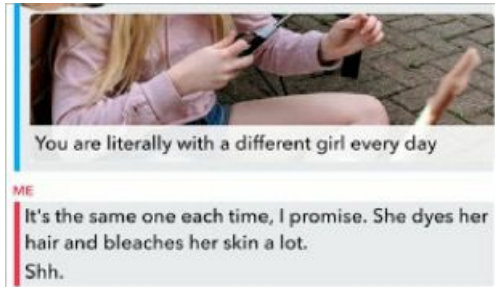 You are literally with a different girl every day
ME
It's the same one each time, I promise. She dyes her
hair and bleaches her skin a lot.
Shh.